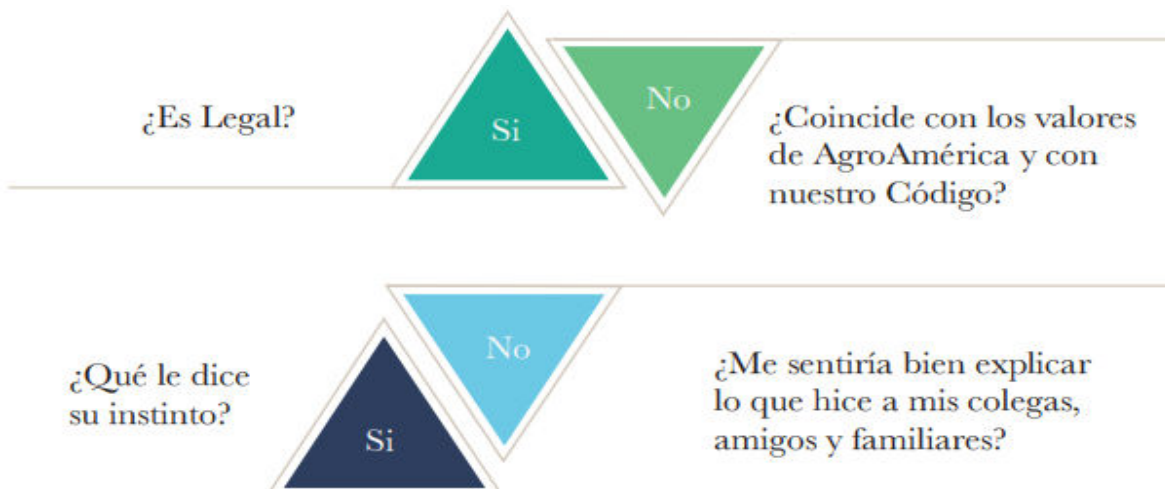 ¿Es Legal?
Si
No
¿Coincide con los valores
de AgroAmérica y con
nuestro Código?
¿Qué le dice
su instinto?
Si
No
¿Me sentiría bien explicar
lo que hice a mis colegas,
amigos y familiares?